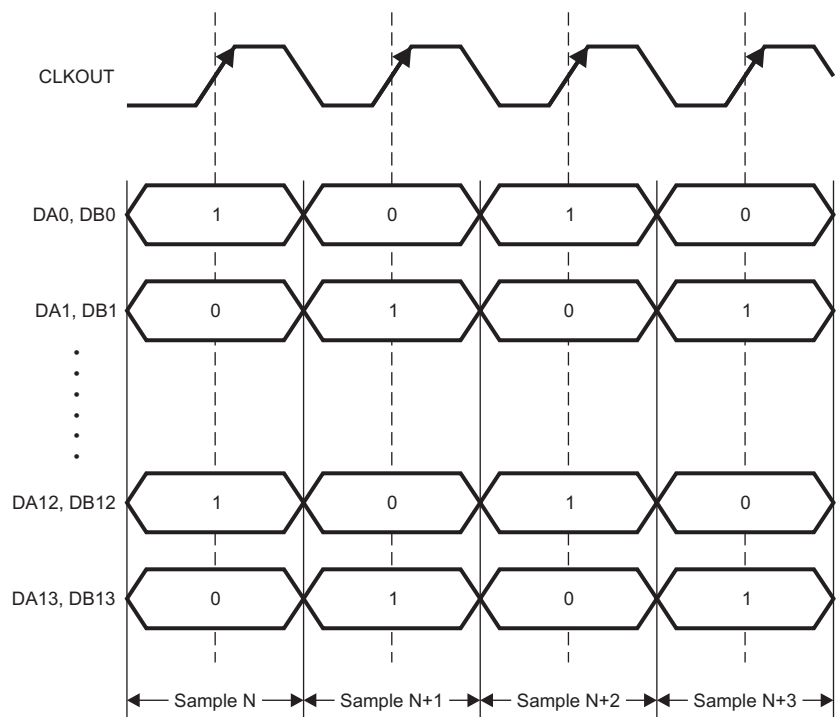 CLKOUT
DA0, DB0 1 0 1 0
DA1, DB1 0 1 0 1
DA12, DB12 1 0 1 0
DA13, DB13 0 1 0 1
Sample N Sample N+1 Sample N+2 Sample N+3